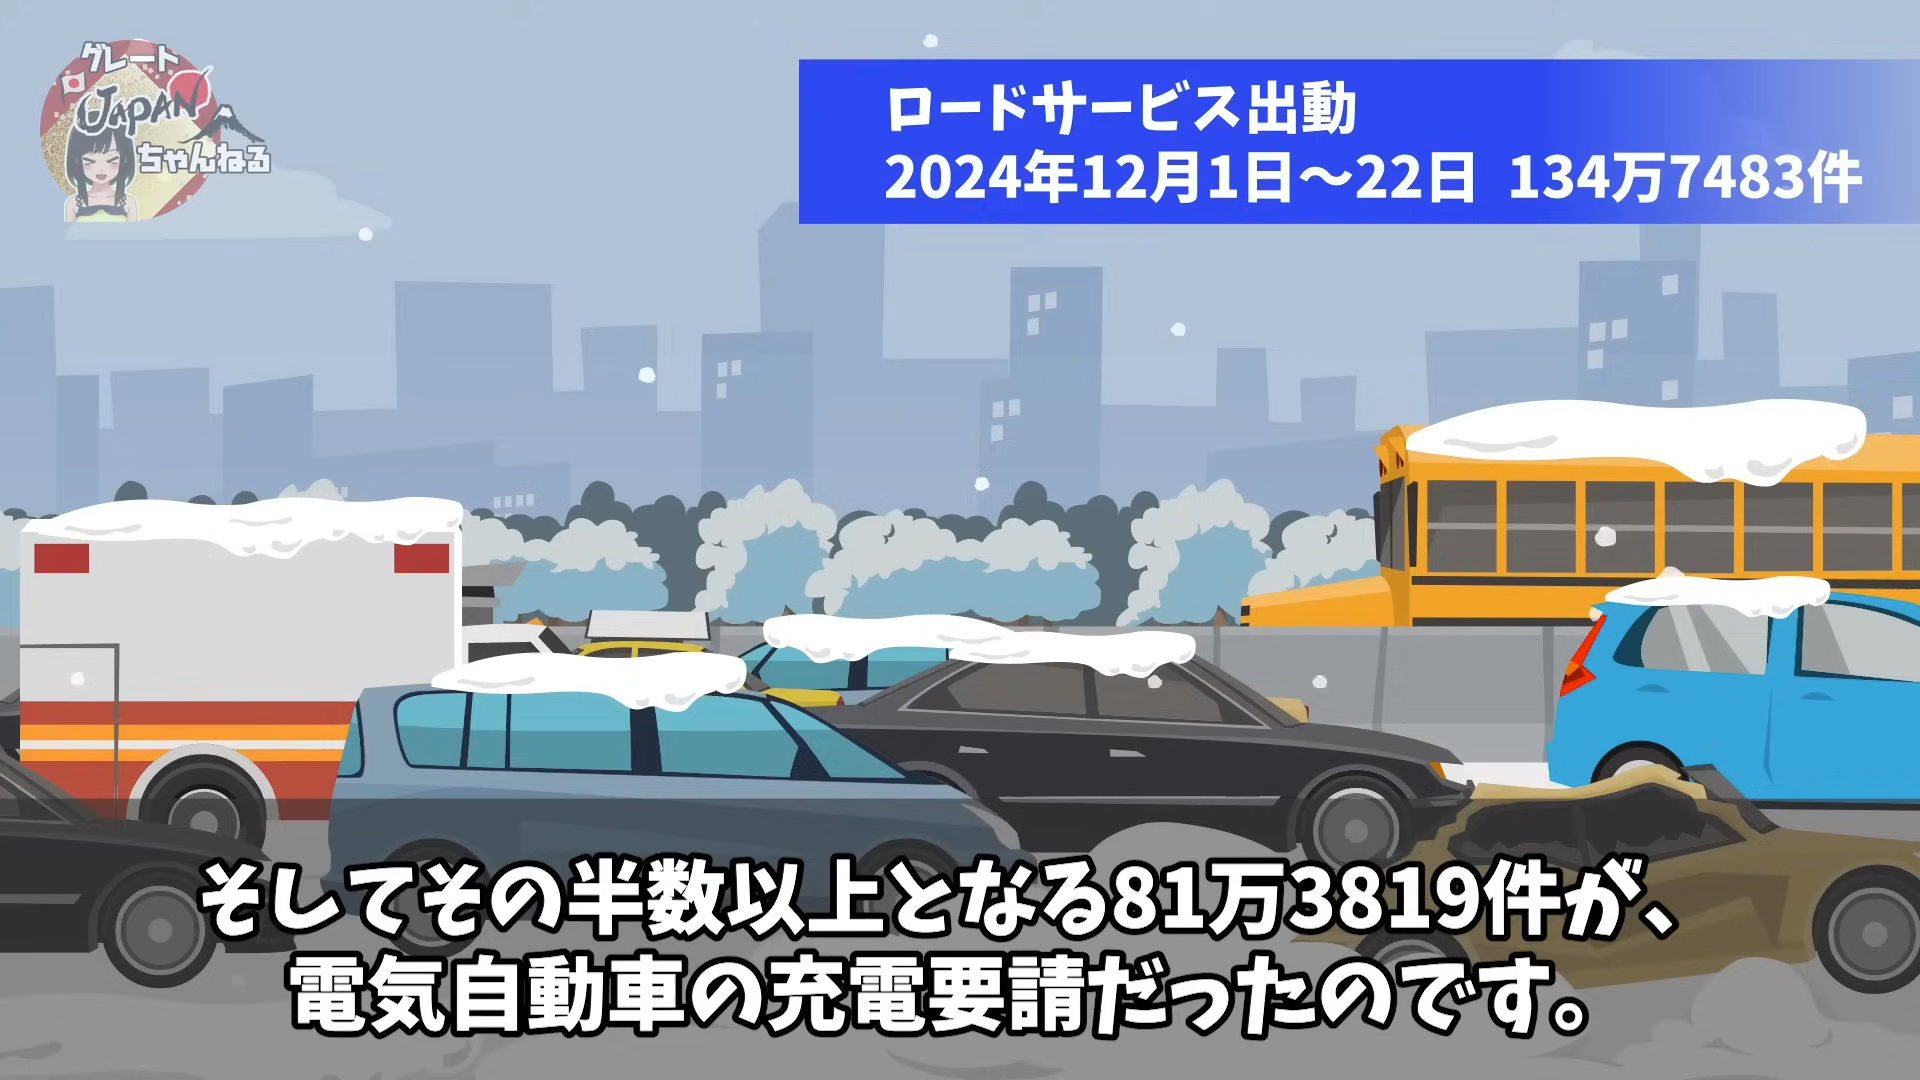 グレート
JAPAN
ちゃんねる
ロードサービス出動
2024年12月1日～22日 134万7483件
そしてその半数以上となる81万3819件が、
電気自動車の充電要請だったのです。